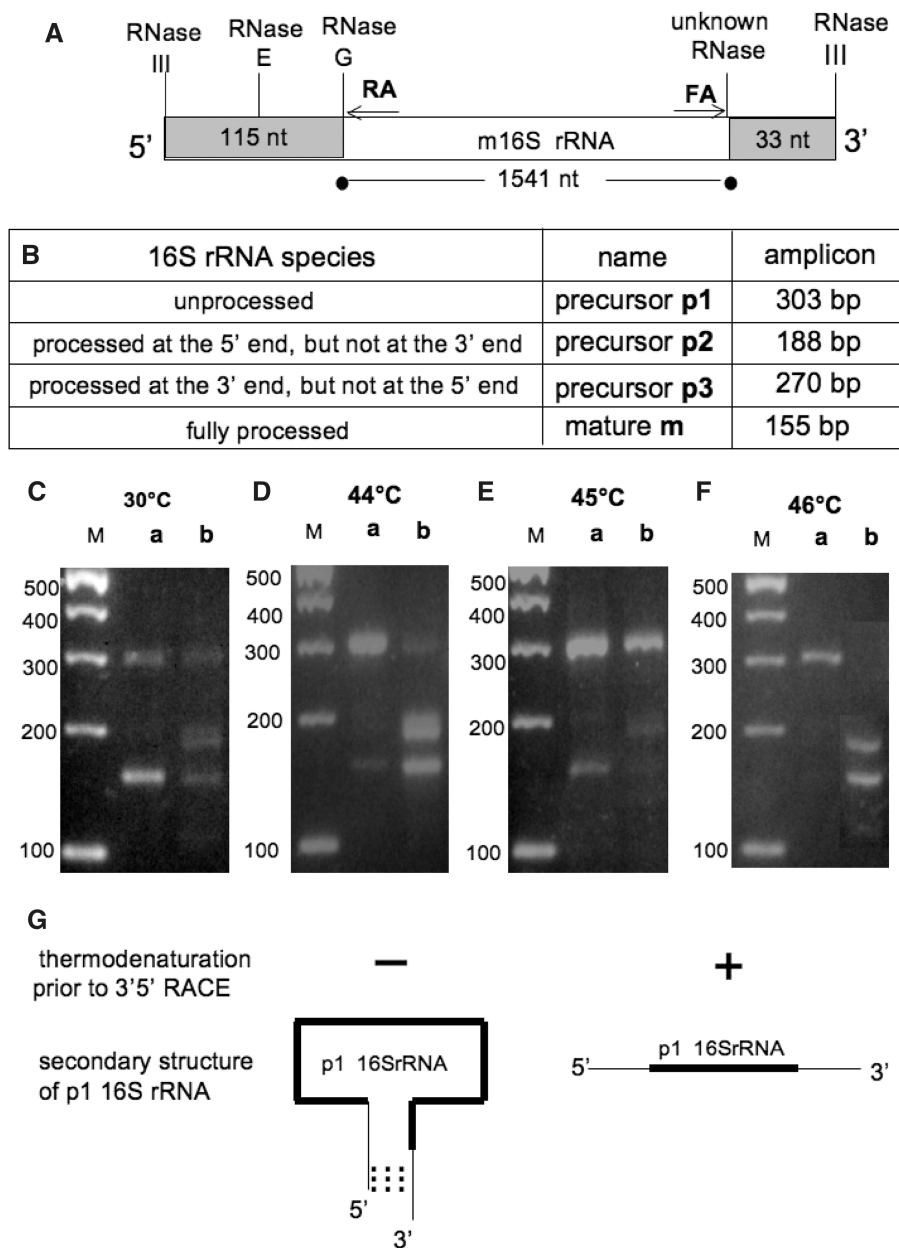 A
RNase III
RNase E
RNase G
unknown RNase
RNase III
RA
FA
5’
115 nt
m16S rRNA
33 nt
3’
1541 nt
B
16S rRNA species
name
amplicon
unprocessed
precursor p1
303 bp
processed at the 5’ end, but not at the 3’ end
precursor p2
188 bp
processed at the 3’ end, but not at the 5’ end
precursor p3
270 bp
fully processed
mature m
155 bp
C
30°C
M a b
500
400
300
200
100
D
44°C
M a b
500
400
300
200
100
E
45°C
M a b
500
400
300
200
100
F
46°C
M a b
500
400
300
200
100
G
thermodenaturation
prior to 3’5’ RACE
–
+
secondary structure
of p1 16S rRNA
p1 16SrRNA
5’
3’
p1 16SrRNA
5’
3’